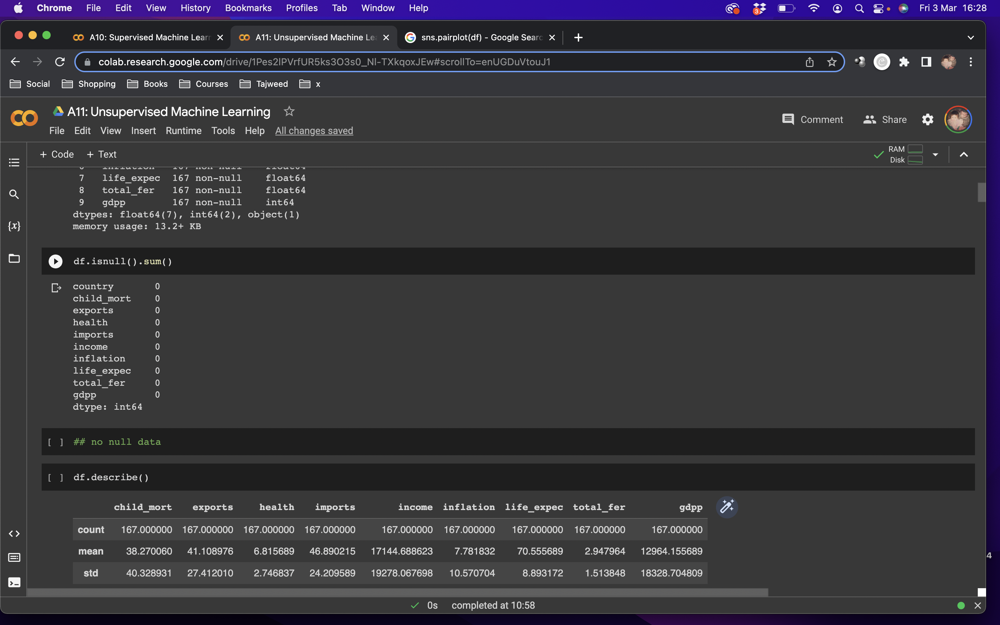 Chrome File Edit View History Bookmarks Profiles Tab Window Help 3 Fri 3 Mar 16:28
A10: Supervised Machine Lear A11: Unsupervised Machine Le sns.pairplot(df) - Google Searc
colab.research.google.com/drive/1Pes2lPVrfUR5ks3O3s0_Nl-TXkqoxJEw#scrollTo=enUGDuVtouJ1
Social Shopping Books Courses Tajweed x
A11: Unsupervised Machine Learning
Comment Share
File Edit View Insert Runtime Tools Help All changes saved
+ Code + Text
RAM
Disk
6 inflation 167 non-null float64
7 life_expec 167 non-null float64
8 total_fer 167 non-null float64
9 gdpp 167 non-null int64
dtypes: float64(7), int64(2), object(1)
memory usage: 13.2+ KB
{x}
df.isnull().sum()
country 0
child_mort 0
exports 0
health 0
imports 0
income 0
inflation 0
life_expec 0
total_fer 0
gdpp 0
dtype: int64
[ ] ## no null data
[ ] df.describe()
child_mort exports health imports income inflation life_expec total_fer gdpp
count 167.000000 167.000000 167.000000 167.000000 167.000000 167.000000 167.000000 167.000000 167.000000
mean 38.270060 41.108976 6.815689 46.890215 17144.688623 7.781832 70.555689 2.947964 12964.155689
4
std 40.328931 27.412010 2.746837 24.209589 19278.067698 10.570704 8.893172 1.513848 18328.704809
0s completed at 10:58